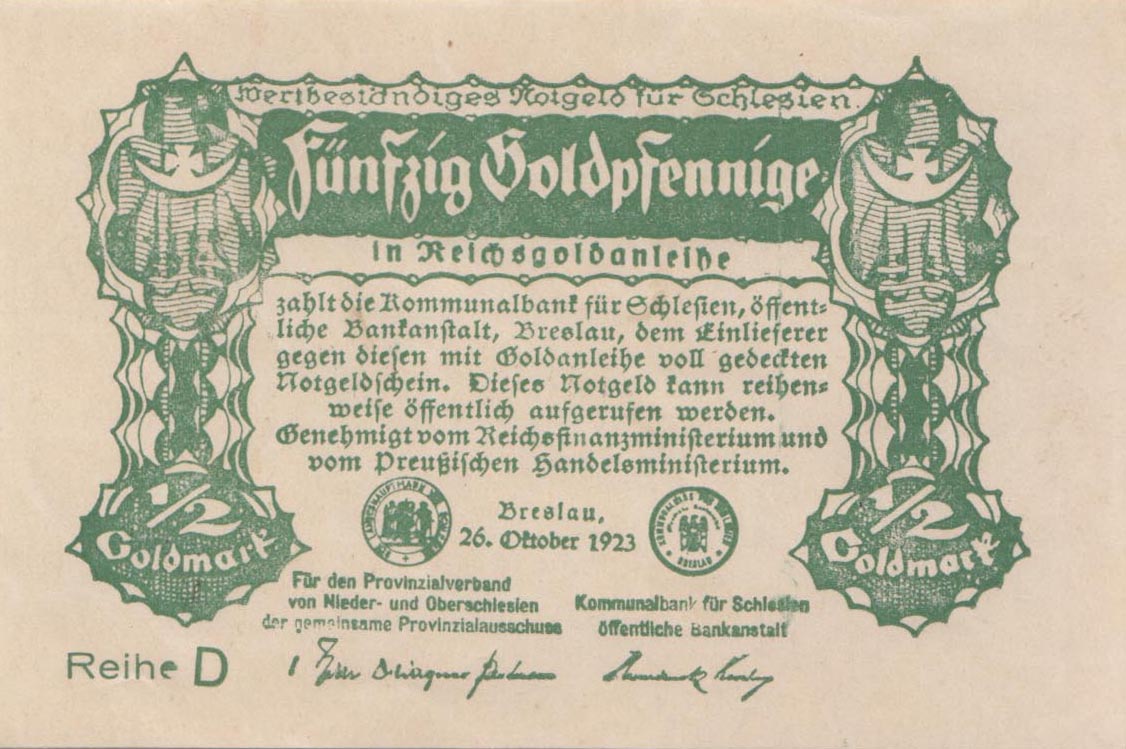 Wertbeständiges Notgeld für Schlesien.
Fünfzig Goldpfennige
in Reichsgoldanleihe
zahlt die Kommunalbank für Schlesien, öffent-
liche Bankanstalt, Breslau, dem Einlieferer
gegen diesen mit Goldanleihe voll gedeckten
Notgeldschein. Dieses Notgeld kann reihen-
weise öffentlich aufgerufen werden.
Genehmigt vom Reichsfinanzministerium und
vom Preußischen Handelsministerium.
1/2
Goldmark
1/2
Goldmark
Breslau,
26. Oktober 1923
Für den Provinzialverband
von Nieder- und Oberschlesien
der gemeinsame Provinzialausschuss
Kommunalbank für Schlesien
öffentliche Bankanstalt
Reihe D